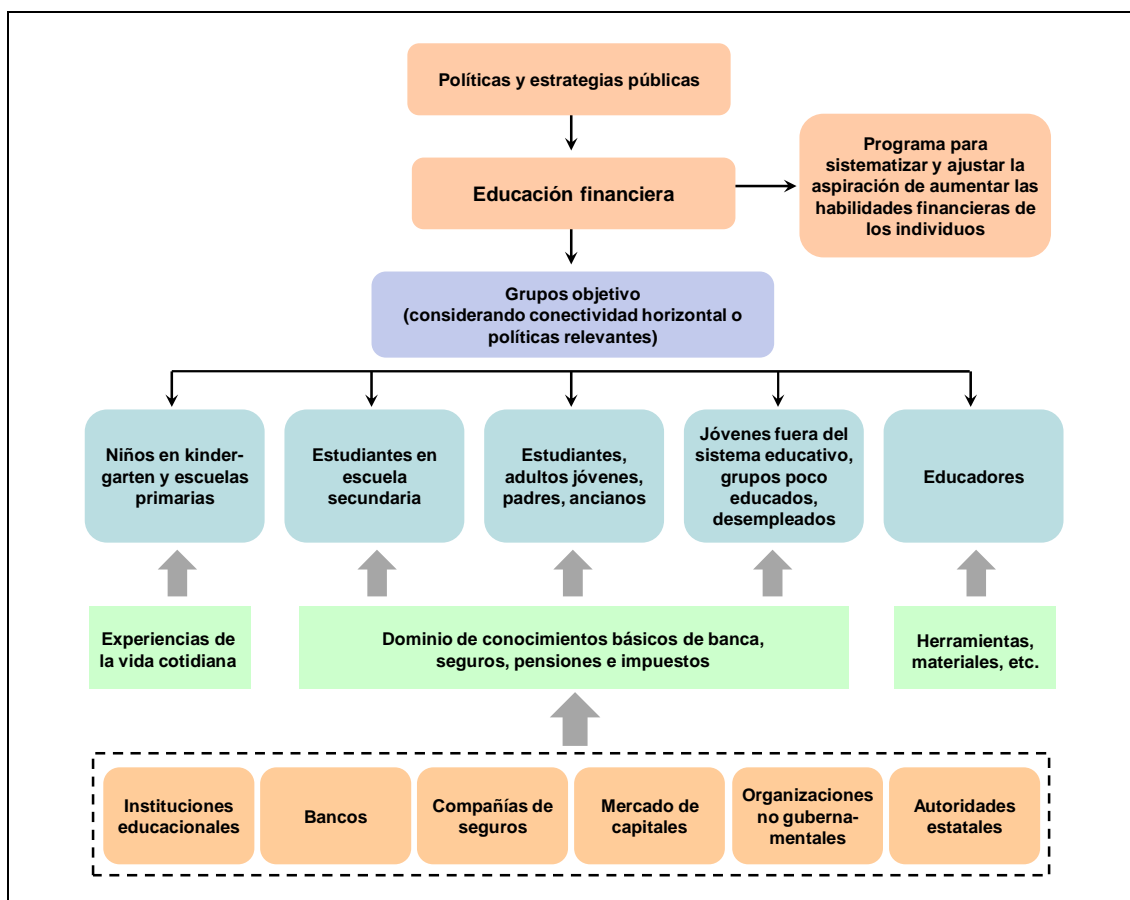 Políticas y estrategias públicas
Programa para
sistematizar y ajustar la
aspiración de aumentar las
habilidades financieras de
los individuos
Educación financiera
Grupos objetivo
(considerando conectividad horizontal o
políticas relevantes)
Niños en kinder-
garten y escuelas
primarias
Estudiantes en
escuela
secundaria
Estudiantes,
adultos jóvenes,
padres, ancianos
Jóvenes fuera del
sistema educativo,
grupos poco
educados,
desempleados
Educadores
Experiencias de
la vida cotidiana
Dominio de conocimientos básicos de banca,
seguros, pensiones e impuestos
Herramientas,
materiales, etc.
Instituciones
educacionales
Bancos
Compañías de
seguros
Mercado de
capitales
Organizaciones
no guberna-
mentales
Autoridades
estatales